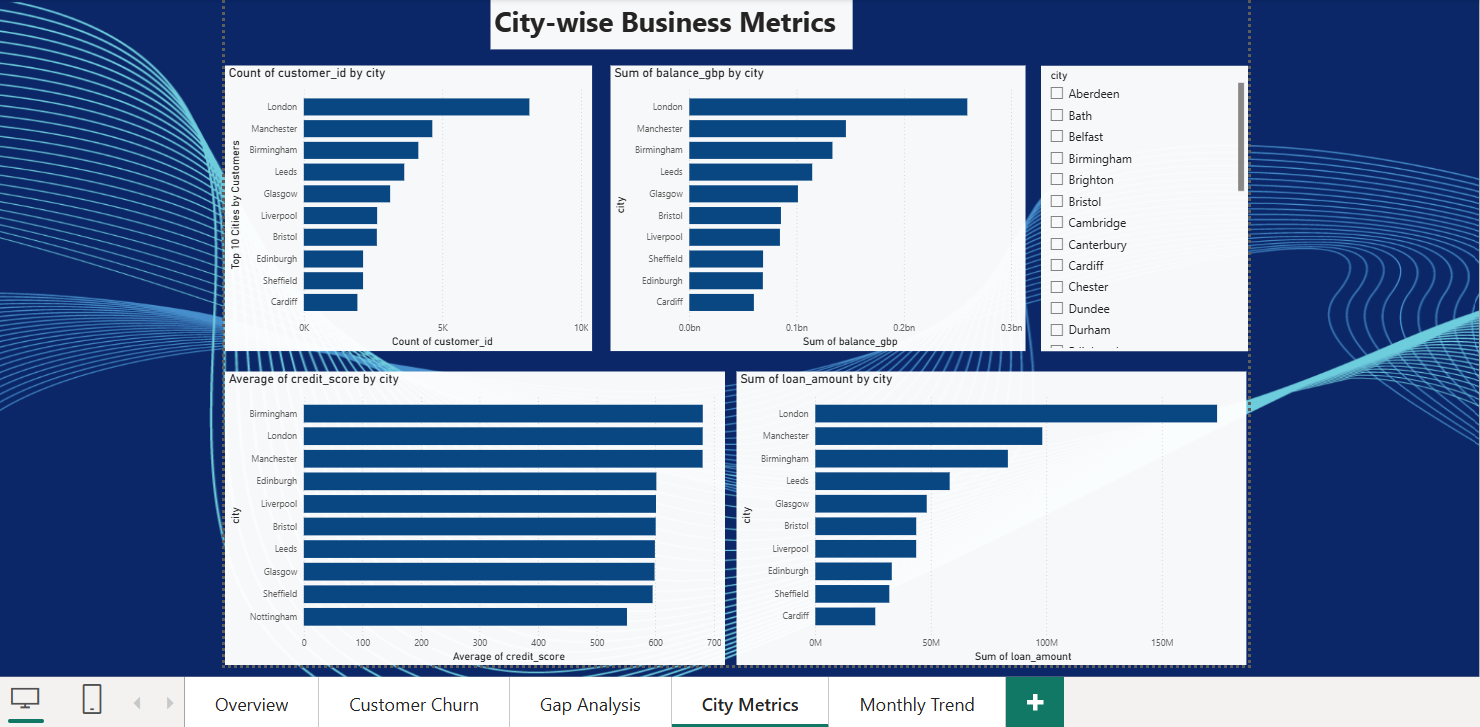 City-wise Business Metrics
Count of customer_id by city
Top 10 Cities by Customers
London
Manchester
Birmingham
Leeds
Glasgow
Liverpool
Bristol
Edinburgh
Sheffield
Cardiff
0K 5K 10K
Count of customer_id
Sum of balance_gbp by city
city
London
Manchester
Birmingham
Leeds
Glasgow
Bristol
Liverpool
Sheffield
Edinburgh
Cardiff
0.0bn 0.1bn 0.2bn 0.3bn
Sum of balance_gbp
city
Aberdeen
Bath
Belfast
Birmingham
Brighton
Bristol
Cambridge
Canterbury
Cardiff
Chester
Dundee
Durham
Average of credit_score by city
city
Birmingham
London
Manchester
Edinburgh
Liverpool
Bristol
Leeds
Glasgow
Sheffield
Nottingham
0 100 200 300 400 500 600 700
Average of credit_score
Sum of loan_amount by city
city
London
Manchester
Birmingham
Leeds
Glasgow
Bristol
Liverpool
Edinburgh
Sheffield
Cardiff
0M 50M 100M 150M
Sum of loan_amount
Overview Customer Churn Gap Analysis City Metrics Monthly Trend